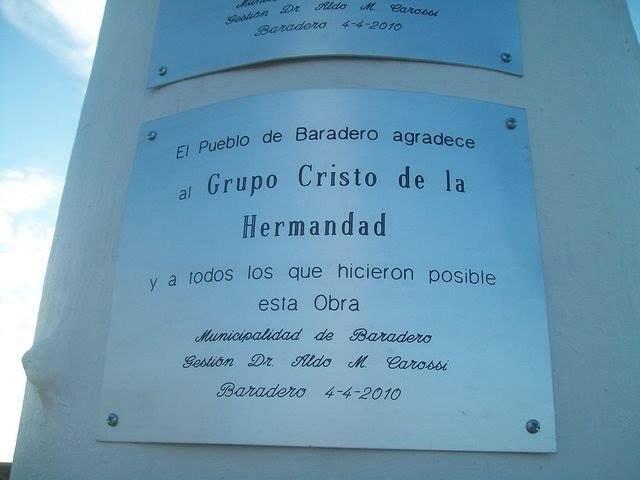 Gestión Dr. Aldo M. Carossi
Baradero 4-4-2010
El Pueblo de Baradero agradece
al Grupo Cristo de la
Hermandad
y a todos los que hicieron posible
esta Obra
Municipalidad de Baradero
Gestión Dr. Aldo M. Carossi
Baradero 4-4-2010